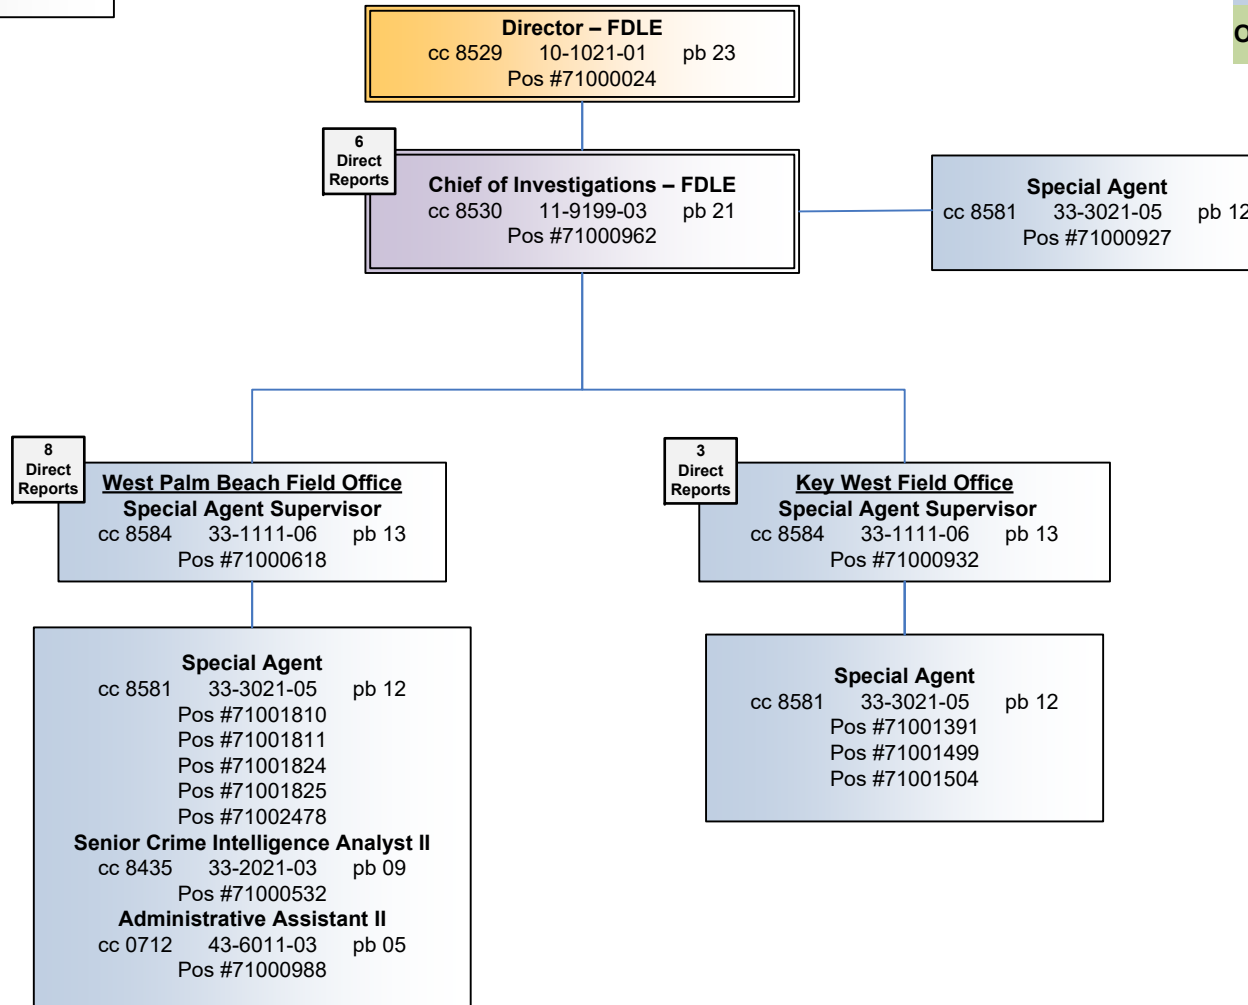 Director – FDLE
cc 8529 10-1021-01 pb 23
Pos #71000024
6
Direct
Reports
Chief of Investigations – FDLE
cc 8530 11-9199-03 pb 21
Pos #71000962
Special Agent
cc 8581 33-3021-05 pb 12
Pos #71000927
8
Direct
Reports
West Palm Beach Field Office
Special Agent Supervisor
cc 8584 33-1111-06 pb 13
Pos #71000618
3
Direct
Reports
Key West Field Office
Special Agent Supervisor
cc 8584 33-1111-06 pb 13
Pos #71000932
Special Agent
cc 8581 33-3021-05 pb 12
Pos #71001810
Pos #71001811
Pos #71001824
Pos #71001825
Pos #71002478
Senior Crime Intelligence Analyst II
cc 8435 33-2021-03 pb 09
Pos #71000532
Administrative Assistant II
cc 0712 43-6011-03 pb 05
Pos #71000988
Special Agent
cc 8581 33-3021-05 pb 12
Pos #71001391
Pos #71001499
Pos #71001504